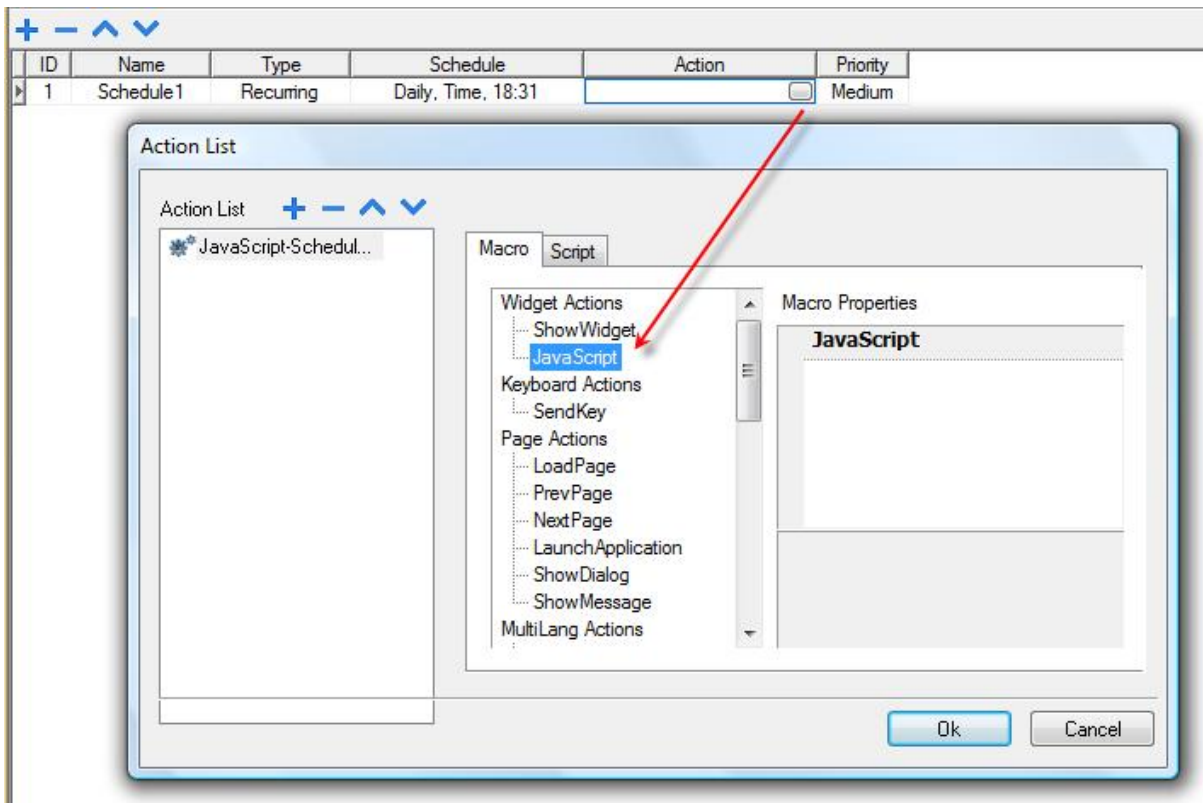 ID Name Type Schedule Action Priority
1 Schedule1 Recurring Daily, Time, 18:31 Medium
Action List
Action List
JavaScript-Schedul...
Macro Script
Widget Actions
ShowWidget
JavaScript
Keyboard Actions
SendKey
Page Actions
LoadPage
PrevPage
NextPage
LaunchApplication
ShowDialog
ShowMessage
MultiLang Actions
Macro Properties
JavaScript
Ok Cancel